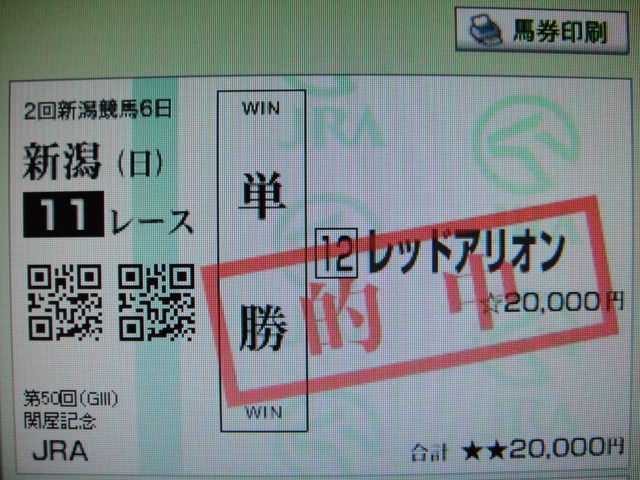 馬券印刷
2回新潟競馬6日
新潟(日)
11レース
WIN
単勝
WIN
JRA
12レッドアリオン
的中
☆20,000円
第50回(GⅢ)
関屋記念
JRA
合計 ★★20,000円